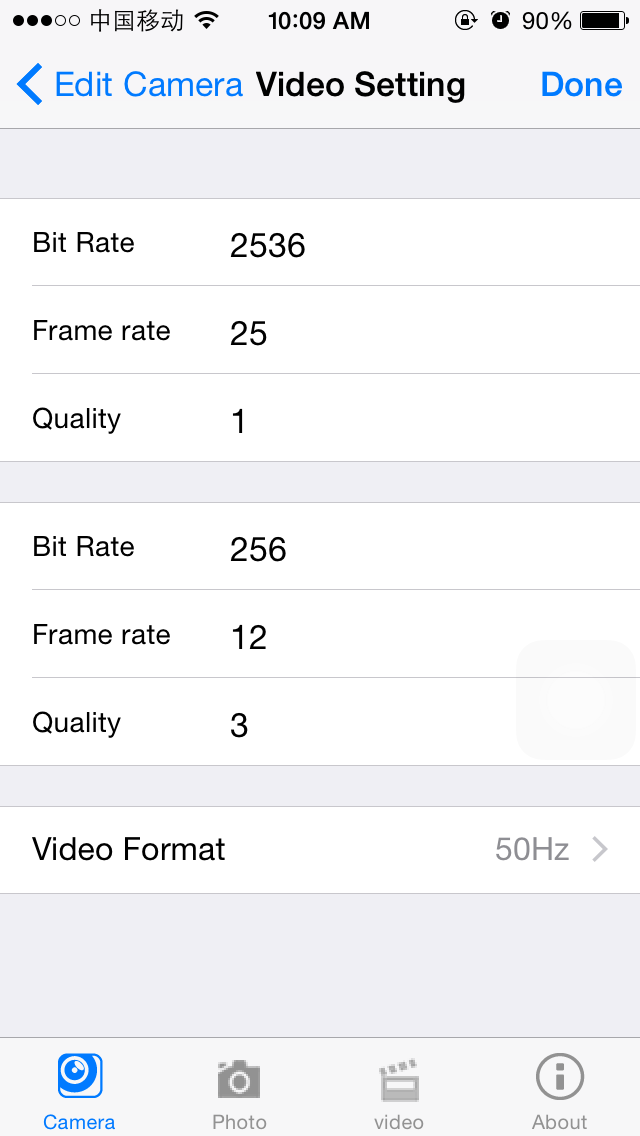 中国移动 10:09 AM 90%
Edit Camera Video Setting Done
Bit Rate 2536
Frame rate 25
Quality 1
Bit Rate 256
Frame rate 12
Quality 3
Video Format 50Hz
Camera Photo video About